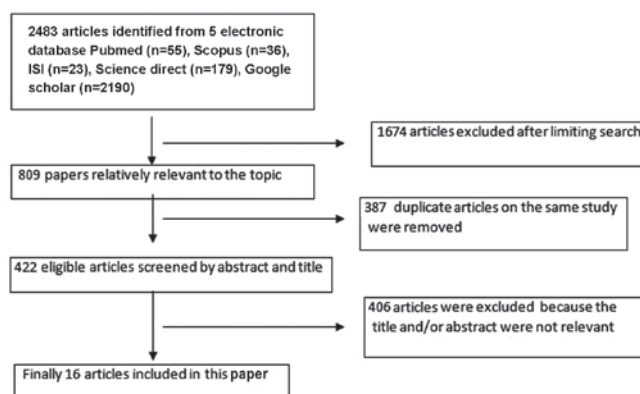 2483 articles identified from 5 electronic
database Pubmed (n=55), Scopus (n=36),
ISI (n=23), Science direct (n=179), Google
scholar (n=2190)
1674 articles excluded after limiting search
809 papers relatively relevant to the topic
387 duplicate articles on the same study
were removed
422 eligible articles screened by abstract and title
406 articles were excluded because the
title and/or abstract were not relevant
Finally 16 articles included in this paper